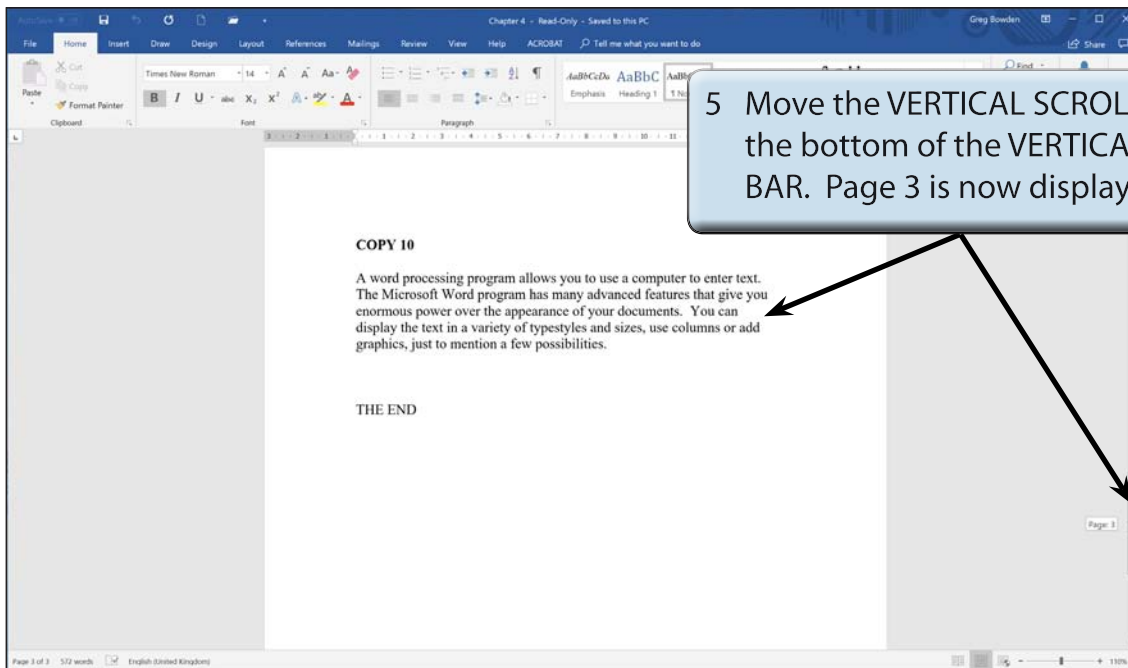 Chapter 4 - Read-Only - Saved to this PC
Greg Bowden
File Home Insert Draw Design Layout References Mailings Review View Help ACROBAT Tell me what you want to do
Share
Cut
Copy
Paste
Format Painter
Clipboard
Times New Roman 14
Font
Paragraph
AaBbCcDa AaBbC
Emphasis Heading 1
Find
5 Move the VERTICAL SCROL
the bottom of the VERTICA
BAR. Page 3 is now display
COPY 10
A word processing program allows you to use a computer to enter text.
The Microsoft Word program has many advanced features that give you
enormous power over the appearance of your documents. You can
display the text in a variety of typestyles and sizes, use columns or add
graphics, just to mention a few possibilities.
THE END
Page: 3
Page 3 of 3 572 words English (United Kingdom) 110%